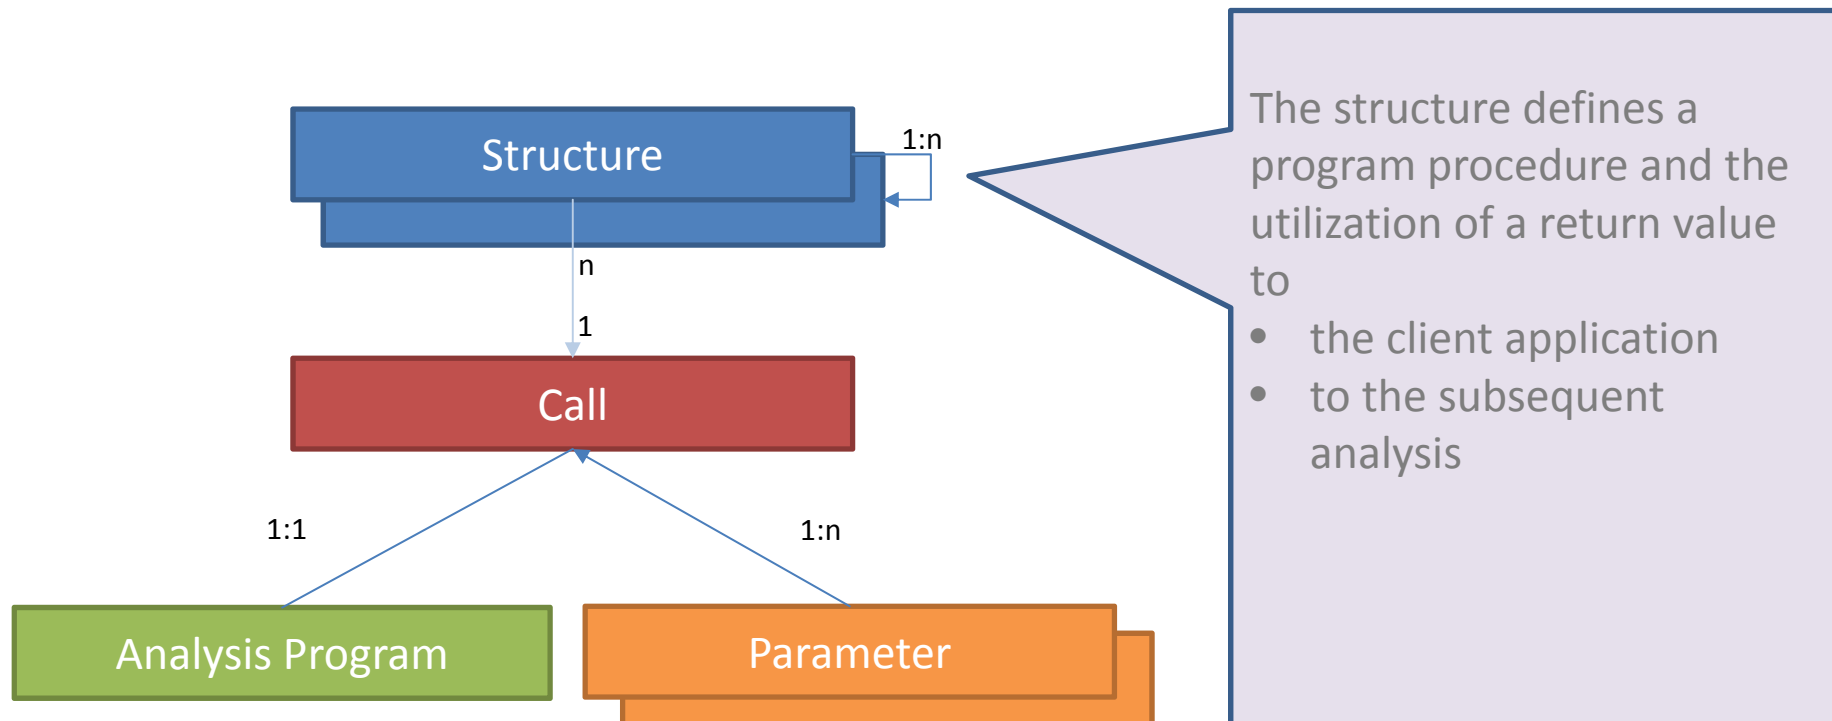 Structure
1:n
n
1
Call
1:1
1:n
Analysis Program
Parameter
The structure defines a
program procedure and the
utilization of a return value
to
• the client application
• to the subsequent
analysis